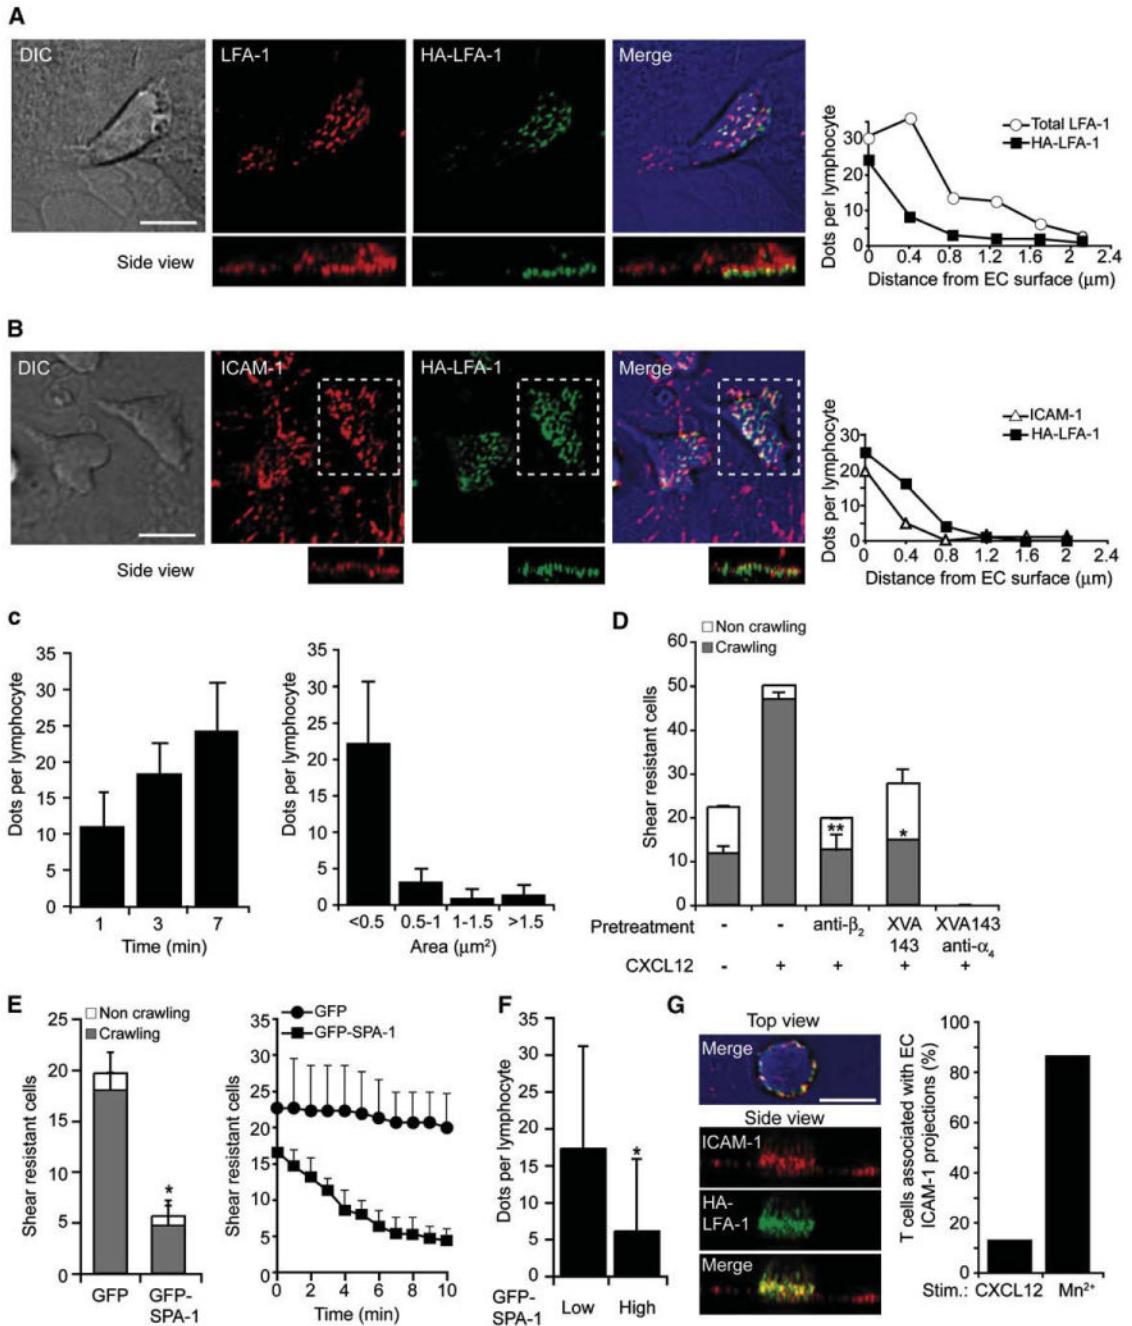 A
DIC
LFA-1
HA-LFA-1
Merge
Side view
Dots per lymphocyte
30
20
10
0
Total LFA-1
HA-LFA-1
0 0.4 0.8 1.2 1.6 2 2.4
Distance from EC surface (μm)
B
DIC
ICAM-1
HA-LFA-1
Merge
Side view
Dots per lymphocyte
30
20
10
0
ICAM-1
HA-LFA-1
0 0.4 0.8 1.2 1.6 2 2.4
Distance from EC surface (μm)
C
Dots per lymphocyte
35
30
25
20
15
10
5
0
1 3 7
Time (min)
Dots per lymphocyte
35
30
25
20
15
10
5
0
<0.5 0.5-1 1-1.5 >1.5
Area (μm²)
D
Non crawling
Crawling
Shear resistant cells
60
50
40
30
20
10
0
** *
Pretreatment - - anti-β₂ XVA XVA143
143 anti-α₄
CXCL12 - + + + +
E
Non crawling
Crawling
Shear resistant cells
25
20
15
10
5
0
*
GFP GFP-
SPA-1
GFP
GFP-SPA-1
Shear resistant cells
35
30
25
20
15
10
5
0
0 2 4 6 8 10
Time (min)
F
Dots per lymphocyte
35
30
25
20
15
10
5
0
*
GFP-
SPA-1 Low High
G
Top view
Merge
Side view
ICAM-1
HA-
LFA-1
Merge
T cells associated with EC
ICAM-1 projections (%)
100
80
60
40
20
0
Stim.: CXCL12 Mn²⁺